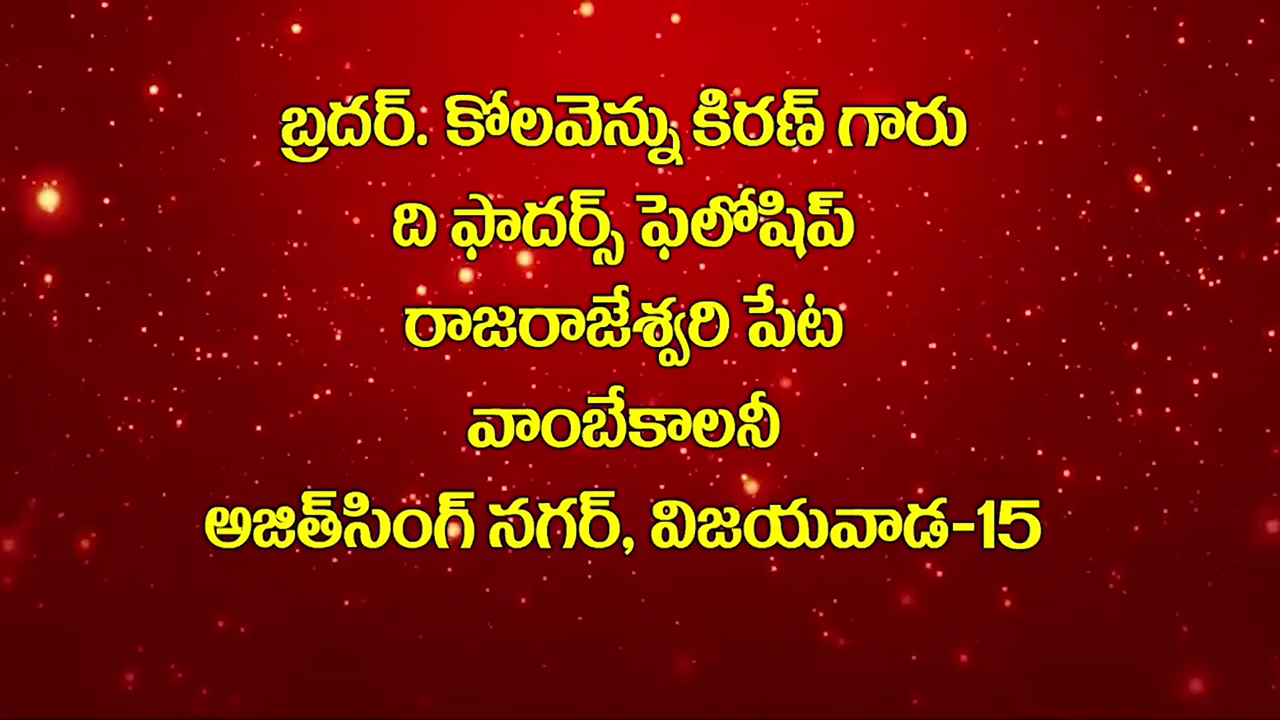 బ్రదర్. కోలవెన్ను కిరణ్ గారు
ది ఫాదర్స్ ఫెలోషిప్
రాజరాజేశ్వరి పేట
వాంబేకాలనీ
అజిత్‌సింగ్ నగర్, విజయవాడ-15